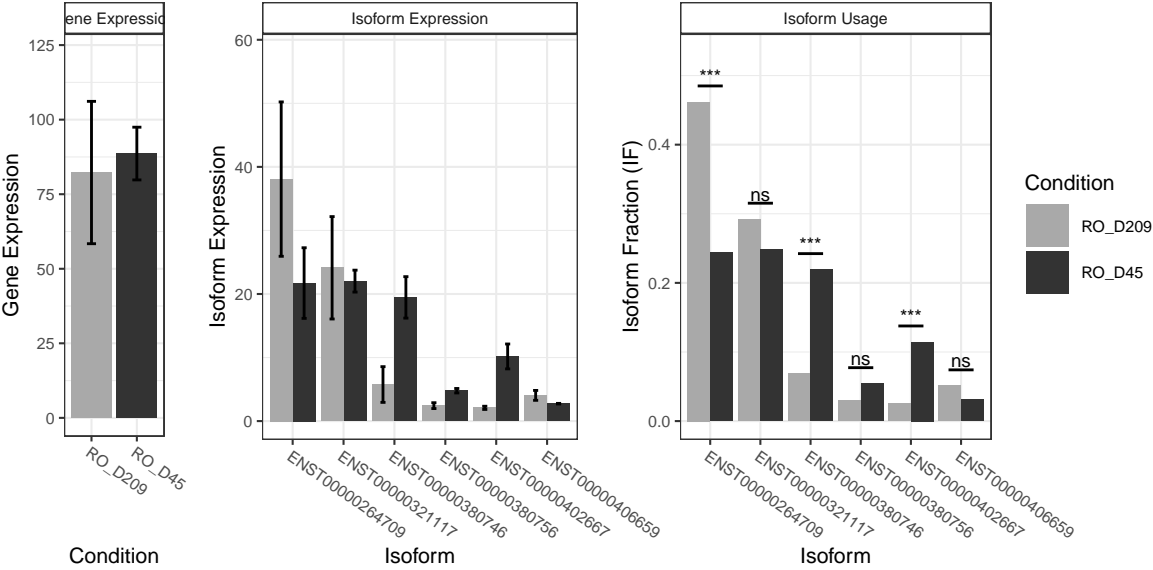 ene Expressio
Gene Expression
125
100
75
50
25
0
RO_D209
RO_D45
Condition
Isoform Expression
Isoform Expression
60
40
20
0
ENST00000264709
ENST00000321117
ENST00000380746
ENST00000380756
ENST00000402667
ENST00000406659
Isoform
Isoform Usage
Isoform Fraction (IF)
0.4
0.2
0.0
***
ns
***
ns
***
ns
ENST00000264709
ENST00000321117
ENST00000380746
ENST00000380756
ENST00000402667
ENST00000406659
Isoform
Condition
RO_D209
RO_D45